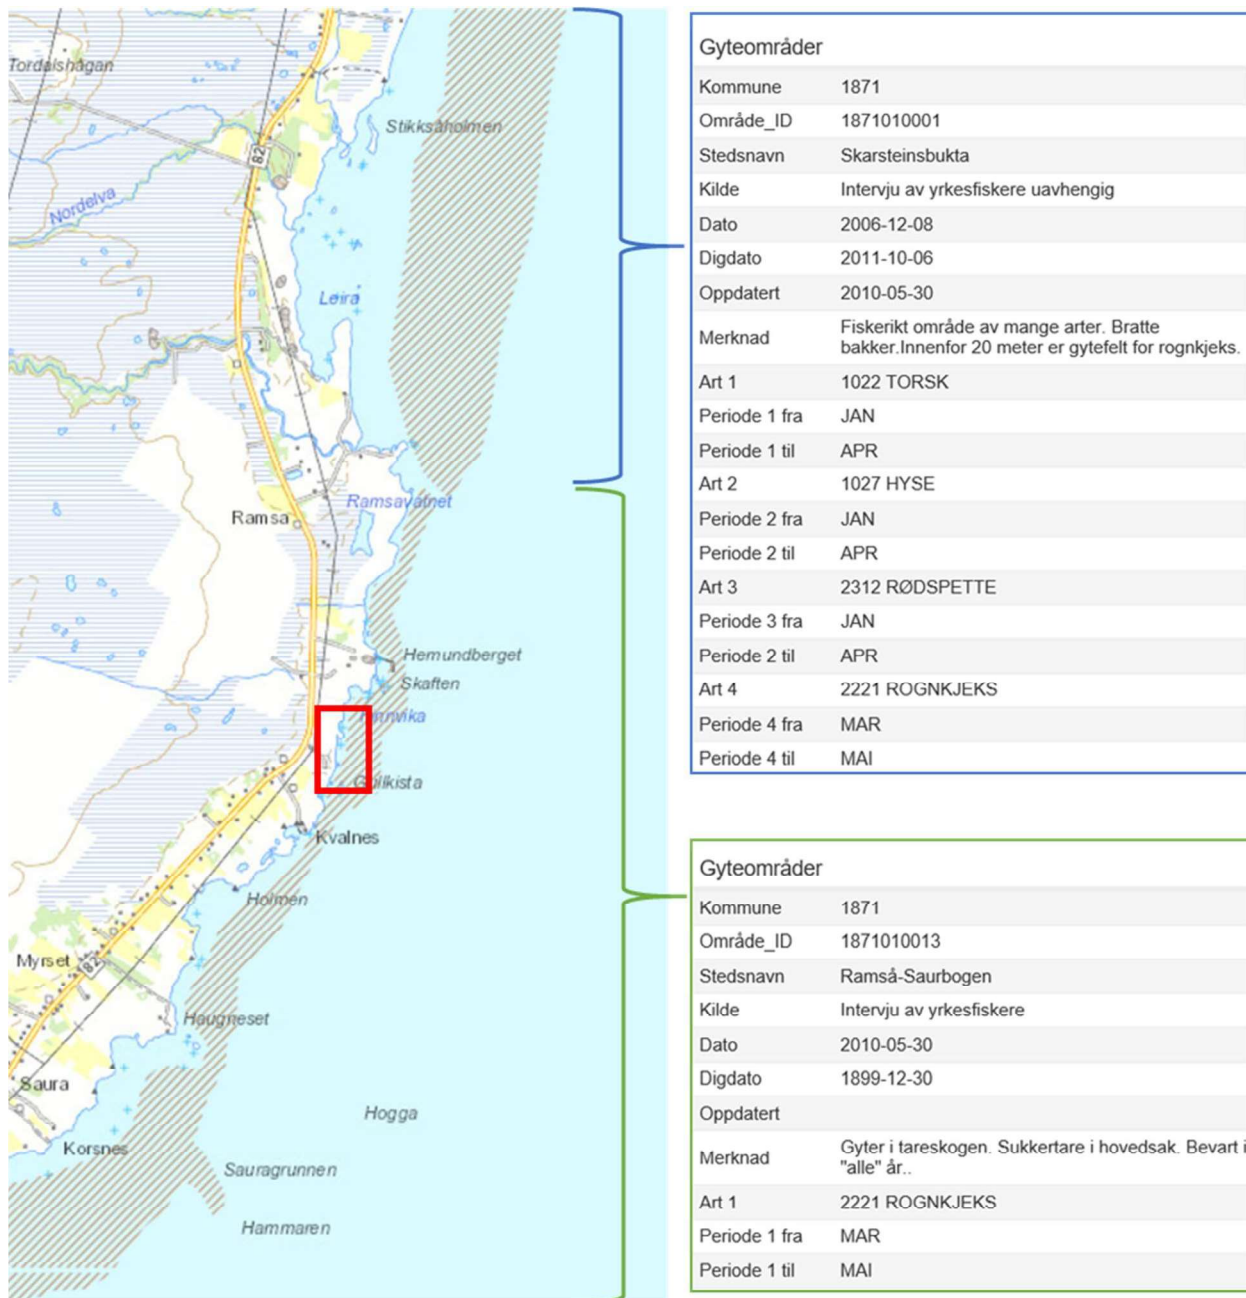 Tordalshågan
Stikksåholmen
82
Nordelva
Leira
Ramsavatnet
Ramsa
Hemundberget
Skaften
Gullkista
Kvalnes
Holmen
Myrset
82
Haugneset
Saura
Hogga
Korsnes
Sauragrunnen
Hammaren
Gyteområder
Kommune 1871
Område_ID 1871010001
Stedsnavn Skarsteinsbukta
Kilde Intervju av yrkesfiskere uavhengig
Dato 2006-12-08
Digdato 2011-10-06
Oppdatert 2010-05-30
Merknad Fiskerikt område av mange arter. Bratte
bakker.Innenfor 20 meter er gytefelt for rognkjeks.
Art 1 1022 TORSK
Periode 1 fra JAN
Periode 1 til APR
Art 2 1027 HYSE
Periode 2 fra JAN
Periode 2 til APR
Art 3 2312 RØDSPETTE
Periode 3 fra JAN
Periode 2 til APR
Art 4 2221 ROGNKJEKS
Periode 4 fra MAR
Periode 4 til MAI
Gyteområder
Kommune 1871
Område_ID 1871010013
Stedsnavn Ramså-Saurbogen
Kilde Intervju av yrkesfiskere
Dato 2010-05-30
Digdato 1899-12-30
Oppdatert
Merknad Gyter i tareskogen. Sukkertare i hovedsak. Bevart i
"alle" år..
Art 1 2221 ROGNKJEKS
Periode 1 fra MAR
Periode 1 til MAI